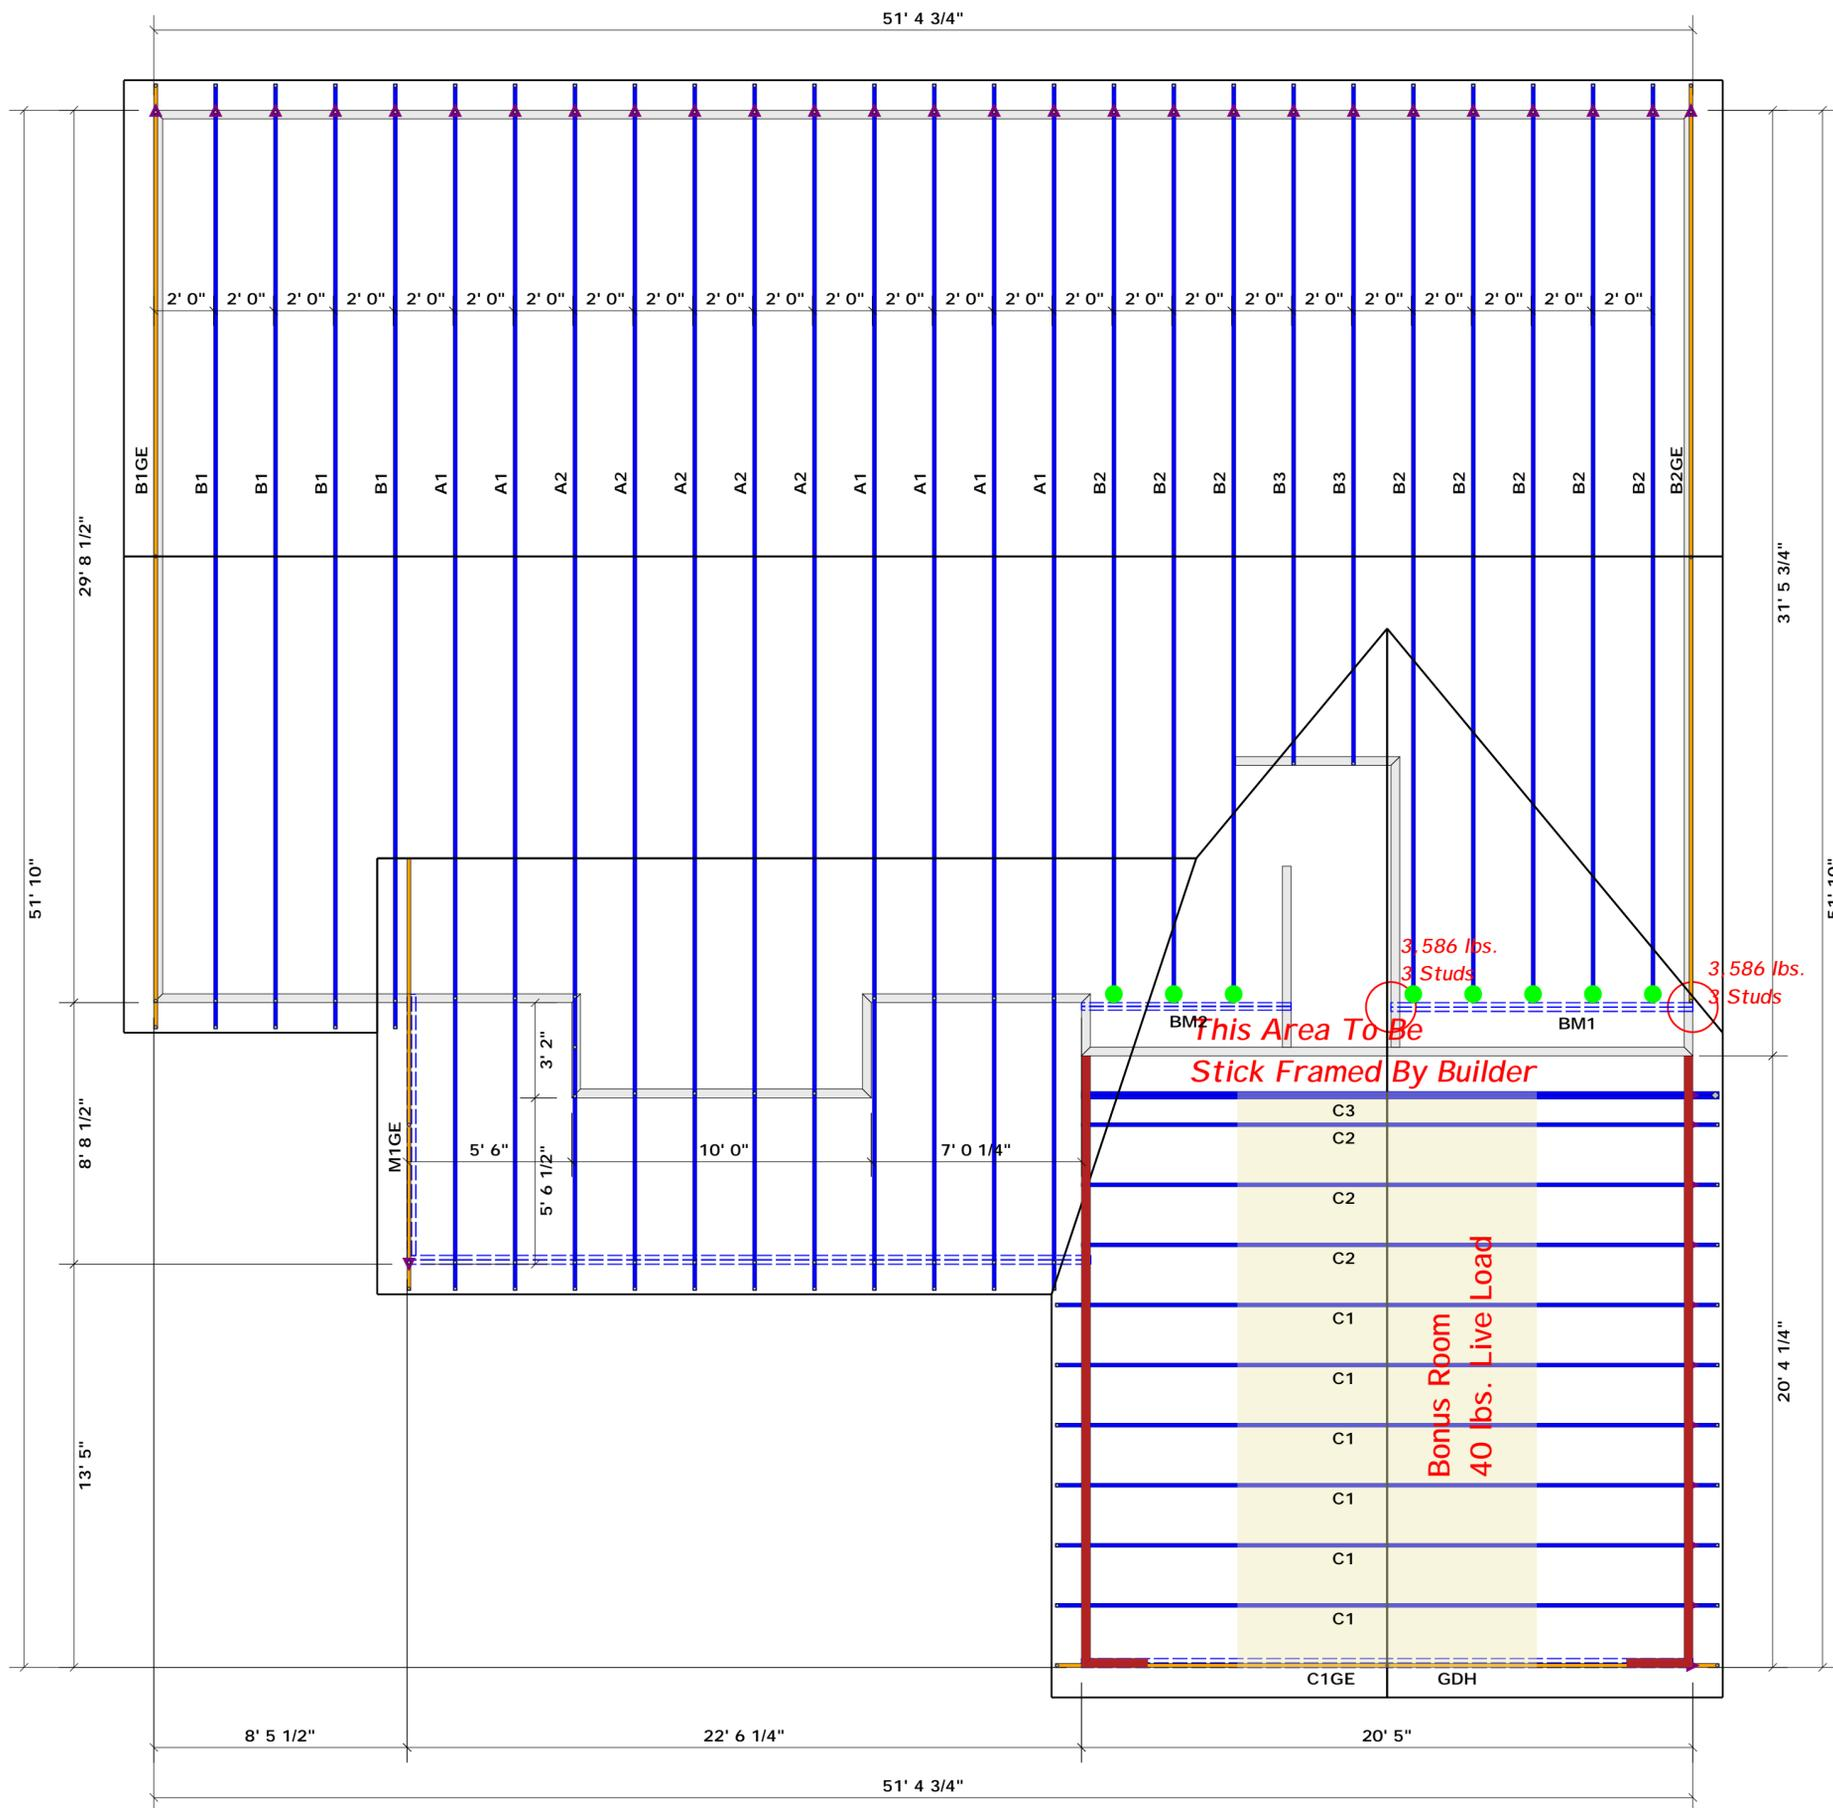 51' 4 3/4"
2' 0" 2' 0" 2' 0" 2' 0" 2' 0" 2' 0" 2' 0" 2' 0" 2' 0" 2' 0" 2' 0" 2' 0" 2' 0" 2' 0" 2' 0" 2' 0" 2' 0" 2' 0" 2' 0" 2' 0" 2' 0" 2' 0" 2' 0" 2' 0" 2' 0"
B1GE
B1
B1
B1
B1
A1
A1
A2
A2
A2
A2
A2
A1
A1
A1
A1
B2
B2
B2
B3
B3
B2
B2
B2
B2
B2
B2GE
29' 8 1/2"
31' 5 3/4"
51' 10"
51' 10"
3,586 lbs.
3 Studs
3,586 lbs.
3 Studs
BM2
BM1
This Area To Be
Stick Framed By Builder
3' 2"
8' 8 1/2"
M1GE
5' 6"
10' 0"
7' 0 1/4"
5' 6 1/2"
C3
C2
C2
C2
C1
C1
C1
C1
C1
C1
Bonus Room
40 lbs. Live Load
20' 4 1/4"
13' 5"
C1GE
GDH
8' 5 1/2"
22' 6 1/4"
20' 5"
51' 4 3/4"